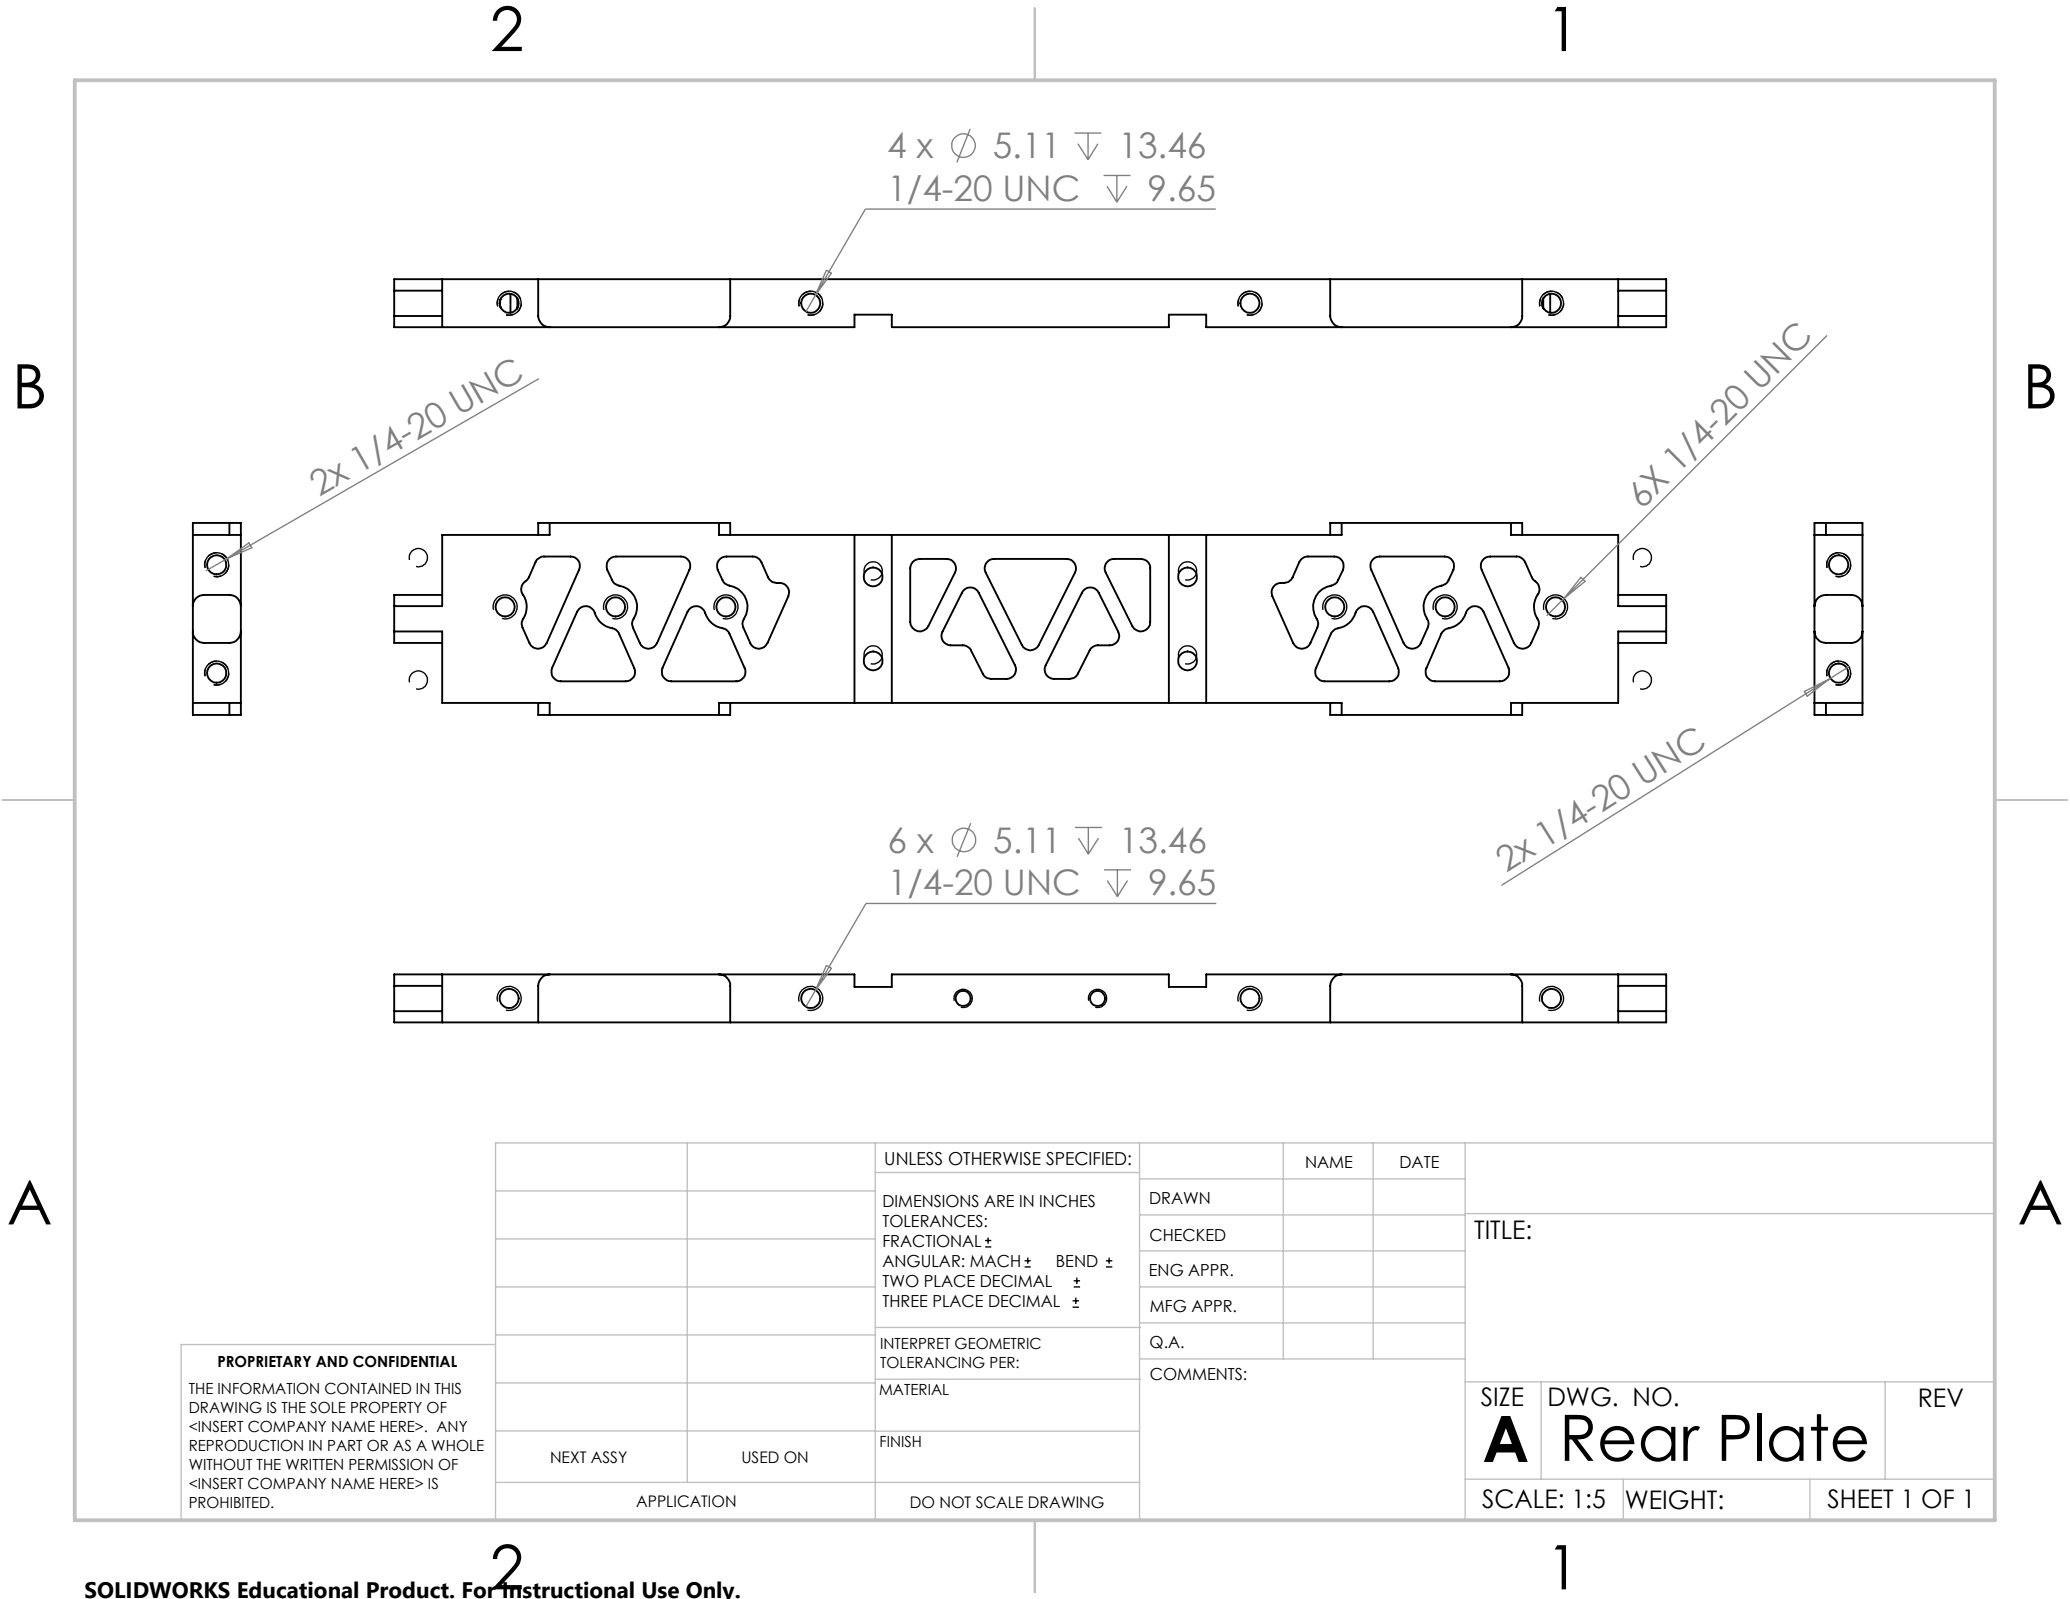 2 1
4 x ∅ 5.11 ↧ 13.46
1/4-20 UNC ↧ 9.65
B B
2x 1/4-20 UNC
6X 1/4-20 UNC
2x 1/4-20 UNC
6 x ∅ 5.11 ↧ 13.46
1/4-20 UNC ↧ 9.65
A A
PROPRIETARY AND CONFIDENTIAL
THE INFORMATION CONTAINED IN THIS
DRAWING IS THE SOLE PROPERTY OF
<INSERT COMPANY NAME HERE>. ANY
REPRODUCTION IN PART OR AS A WHOLE
WITHOUT THE WRITTEN PERMISSION OF
<INSERT COMPANY NAME HERE> IS
PROHIBITED.
NEXT ASSY USED ON
APPLICATION
UNLESS OTHERWISE SPECIFIED:
DIMENSIONS ARE IN INCHES
TOLERANCES:
FRACTIONAL ±
ANGULAR: MACH ± BEND ±
TWO PLACE DECIMAL ±
THREE PLACE DECIMAL ±
INTERPRET GEOMETRIC
TOLERANCING PER:
MATERIAL
FINISH
DO NOT SCALE DRAWING
NAME DATE
DRAWN
CHECKED
ENG APPR.
MFG APPR.
Q.A.
COMMENTS:
TITLE:
SIZE DWG. NO. REV
A Rear Plate
SCALE: 1:5 WEIGHT: SHEET 1 OF 1
2 1
SOLIDWORKS Educational Product. For Instructional Use Only.